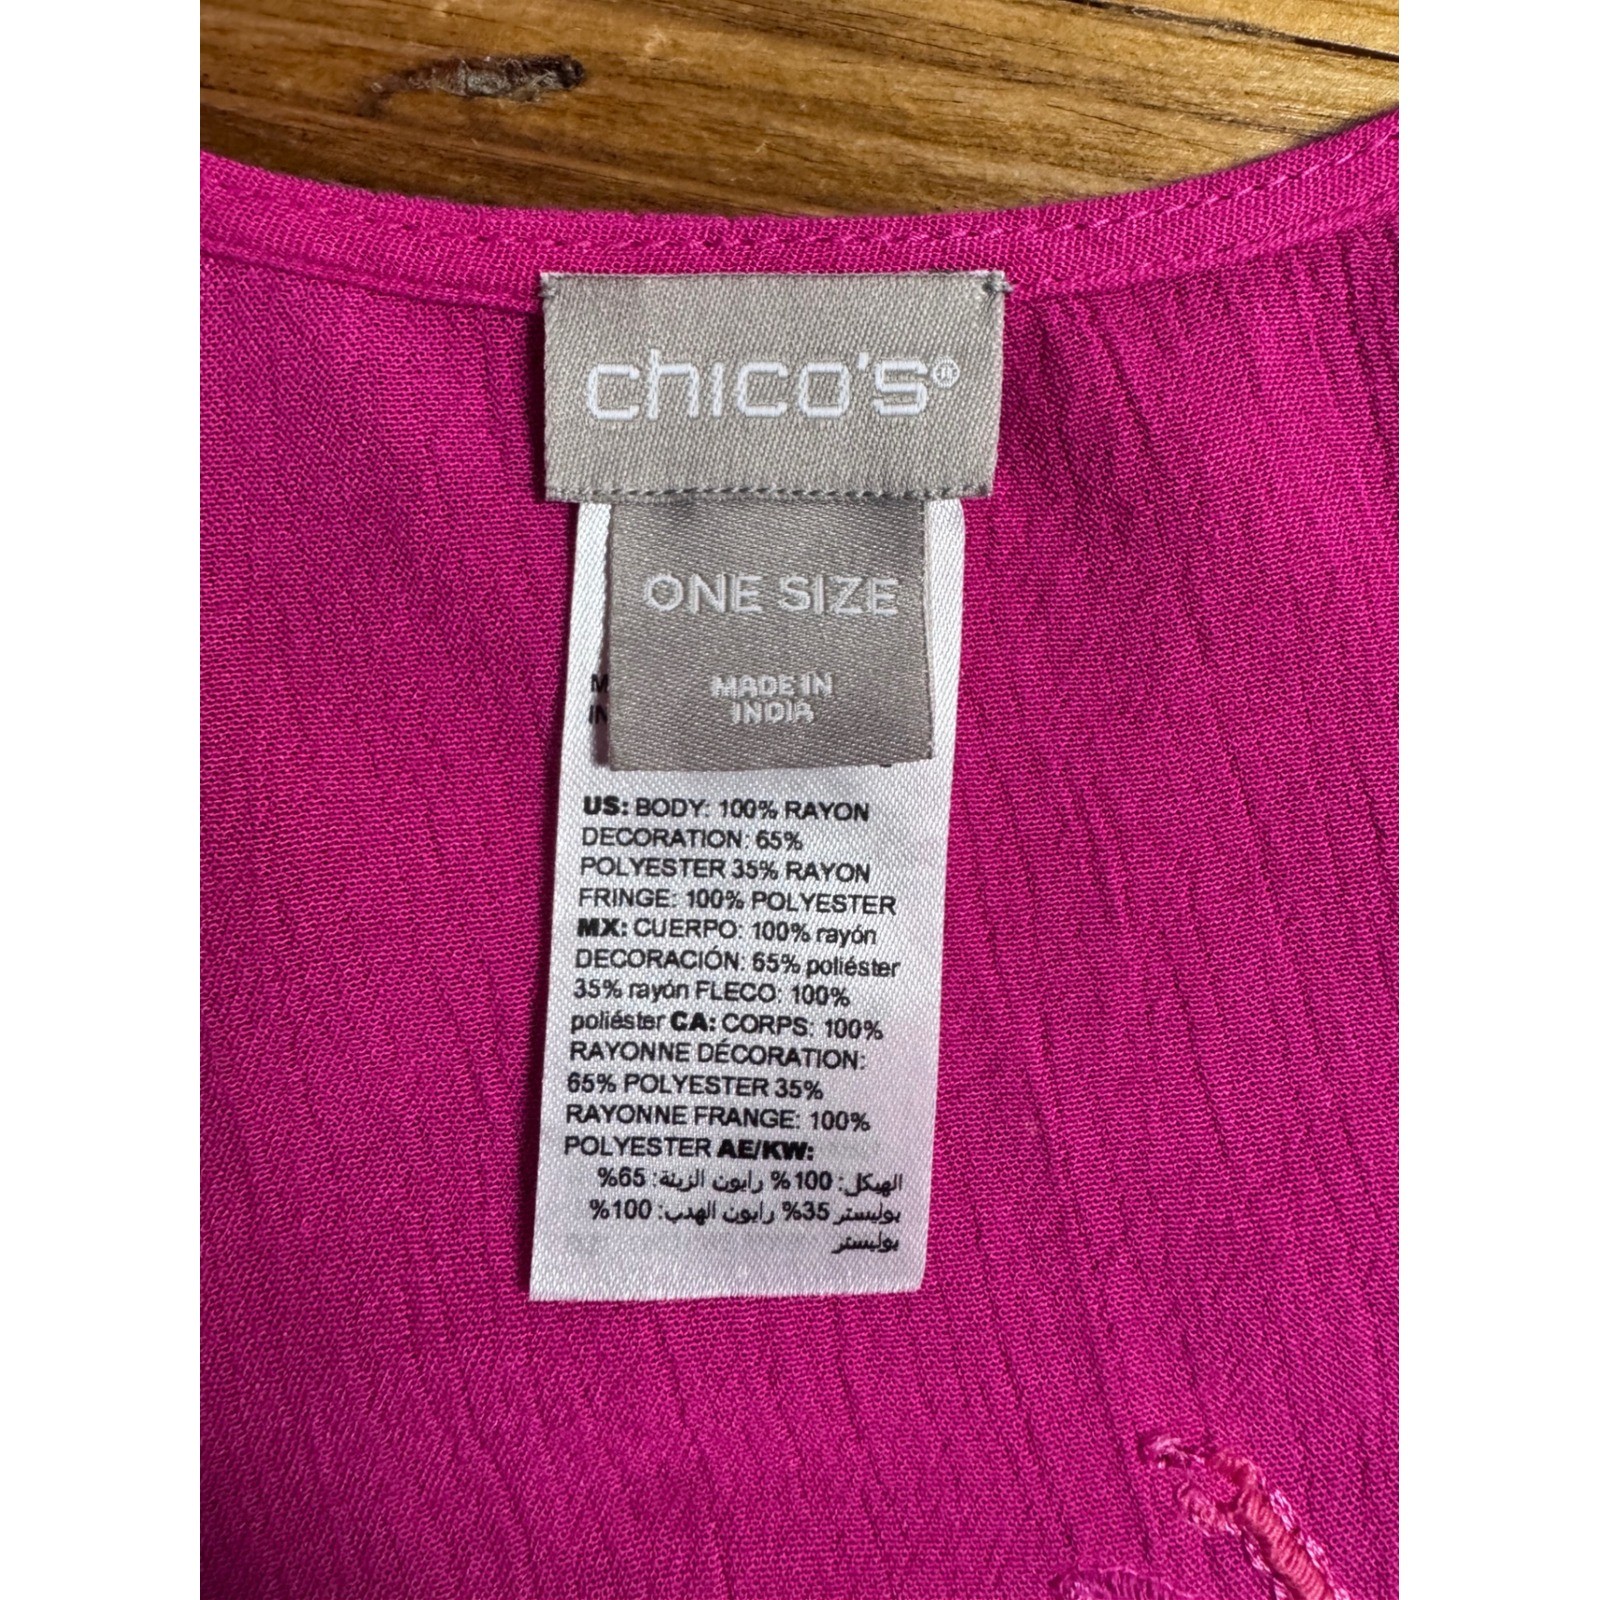 chico's®
ONE SIZE
MADE IN
INDIA
US: BODY: 100% RAYON
DECORATION: 65%
POLYESTER 35% RAYON
FRINGE: 100% POLYESTER
MX: CUERPO: 100% rayón
DECORACIÓN: 65% poliéster
35% rayón FLECO: 100%
poliéster CA: CORPS: 100%
RAYONNE DÉCORATION:
65% POLYESTER 35%
RAYONNE FRANGE: 100%
POLYESTER AE/KW:
الهيكل: 100% رايون الزينة: 65%
بوليستر 35% رايون الهدب: 100%
بوليستر